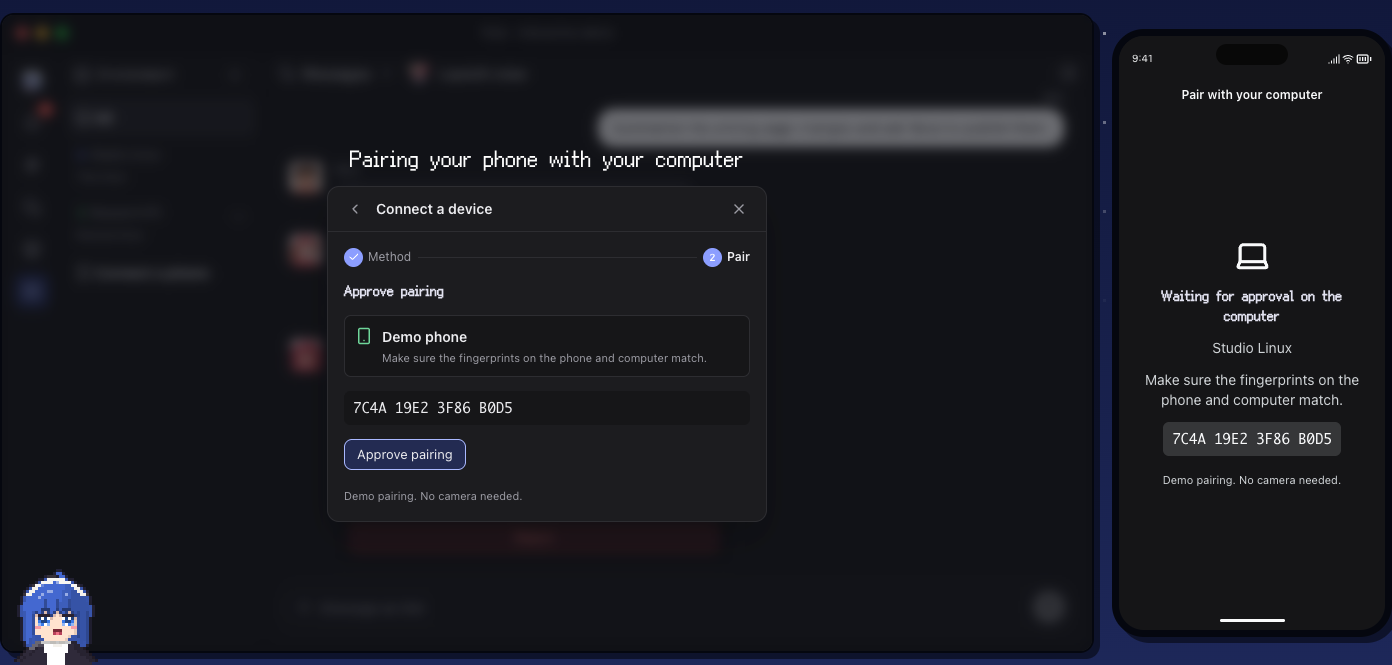 Pairing your phone with your computer
Connect a device
Method
2 Pair
Approve pairing
Demo phone
Make sure the fingerprints on the phone and computer match.
7C4A 19E2 3F86 B0D5
Approve pairing
Demo pairing. No camera needed.
9:41
Pair with your computer
Waiting for approval on the
computer
Studio Linux
Make sure the fingerprints on the
phone and computer match.
7C4A 19E2 3F86 B0D5
Demo pairing. No camera needed.